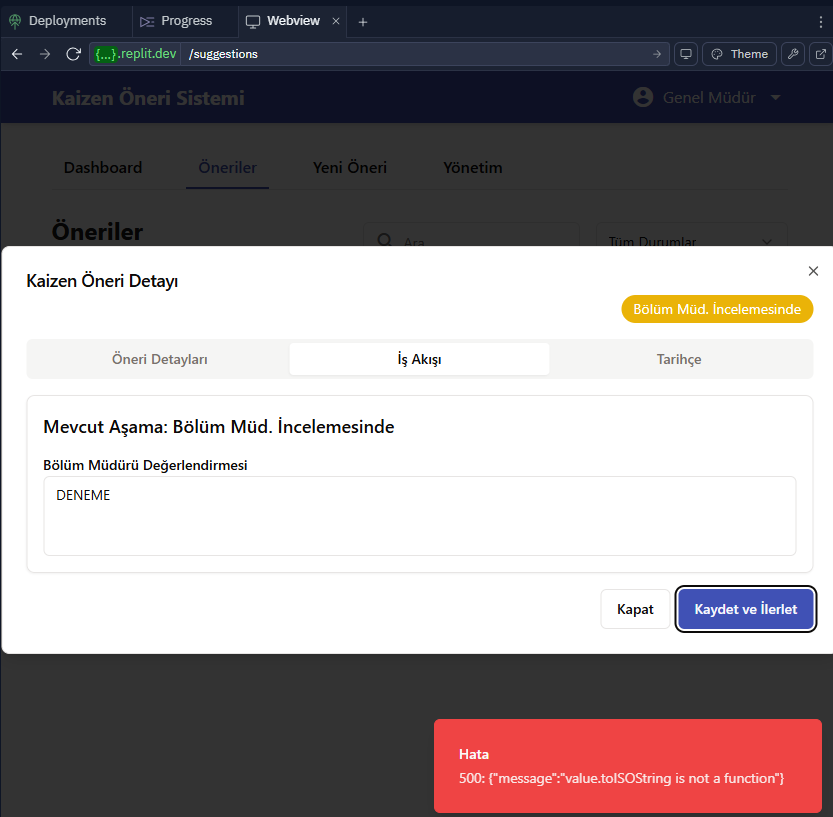 Deployments Progress Webview
{...}.replit.dev /suggestions Theme
Kaizen Öneri Sistemi Genel Müdür
Dashboard Öneriler Yeni Öneri Yönetim
Öneriler Ara Tüm Durumlar
Kaizen Öneri Detayı
Bölüm Müd. İncelemesinde
Öneri Detayları İş Akışı Tarihçe
Mevcut Aşama: Bölüm Müd. İncelemesinde
Bölüm Müdürü Değerlendirmesi
DENEME
Kapat Kaydet ve İlerlet
Hata
500: {"message":"value.toISOString is not a function"}